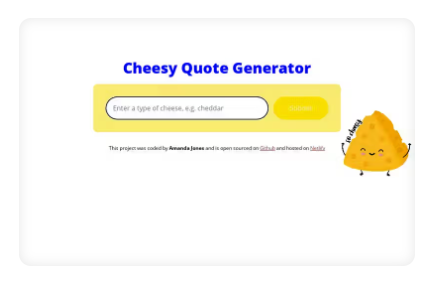 Cheesy Quote Generator
Enter a type of cheese, e.g. cheddar
This project was coded by Amanda Jones and is open sourced on Github and hosted on Netlify